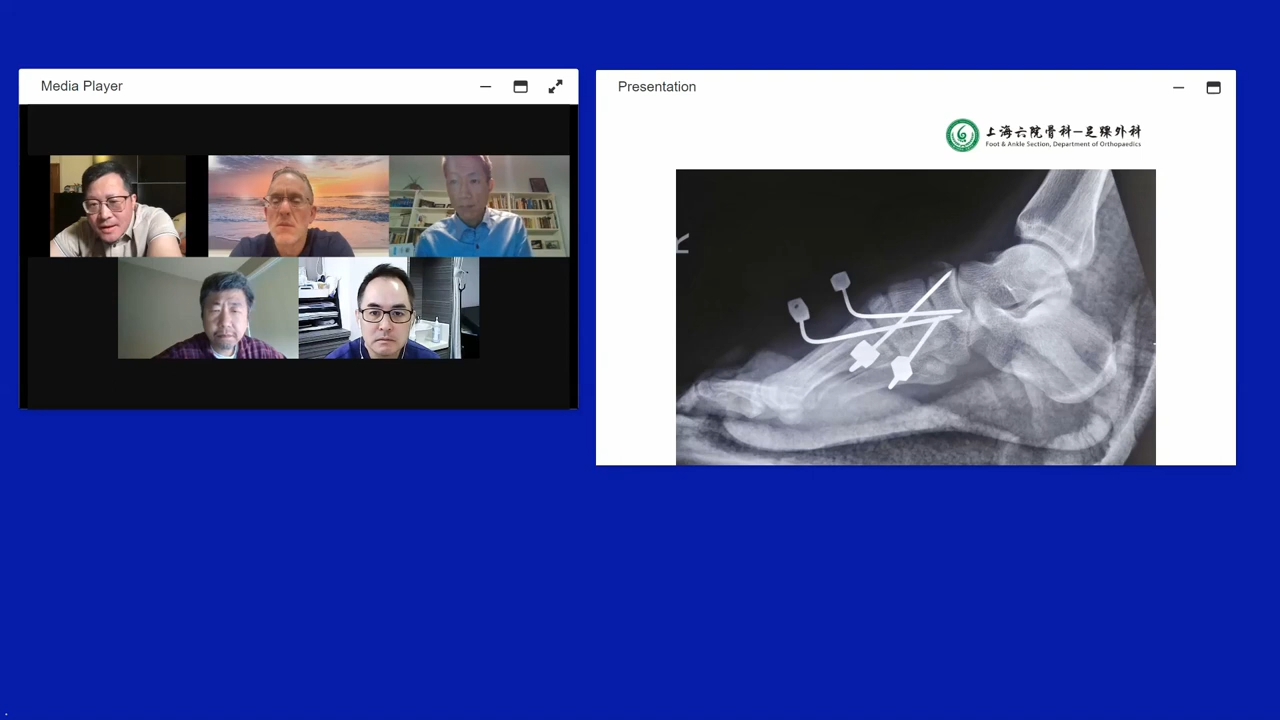 Media Player
Presentation
上海六院骨科—足踝外科
Foot & Ankle Section, Department of Orthopaedics
R